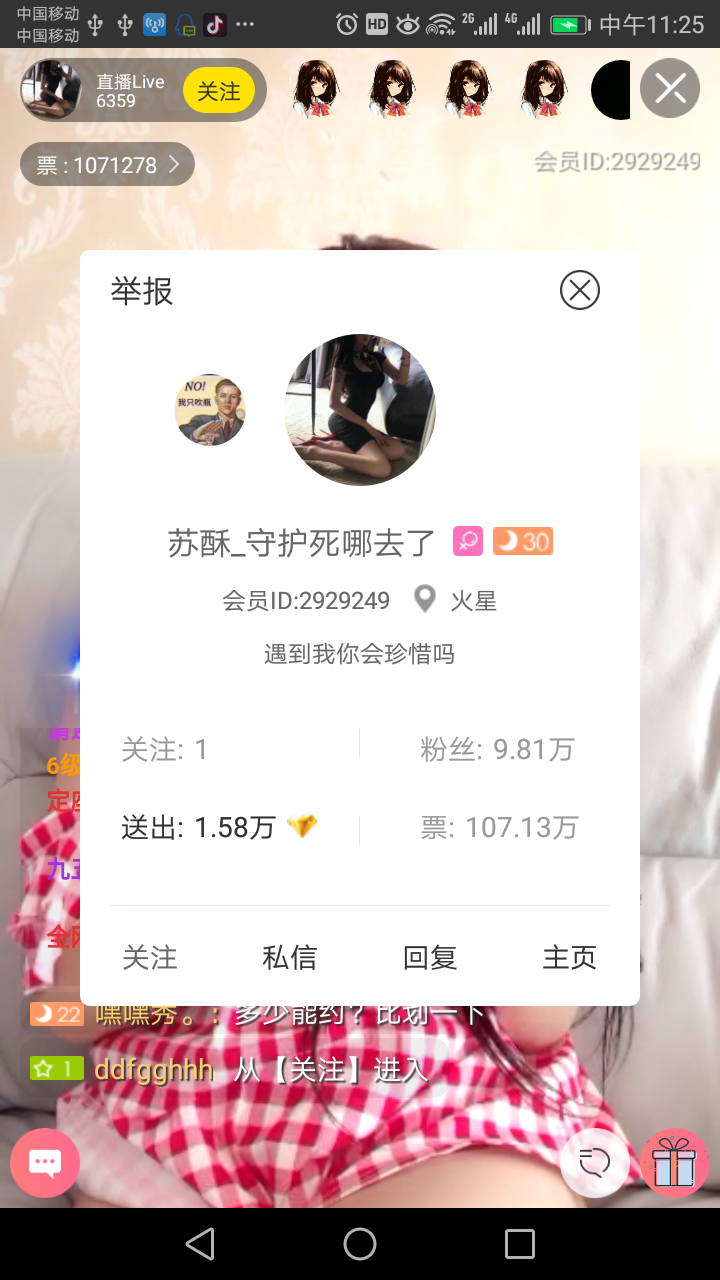 中国移动
中国移动
HD
2G
4G
中午11:25
直播Live
6359
关注
票 : 1071278
会员ID:2929249
举报
NO!
我只吹瓶
苏酥_守护死哪去了
30
会员ID:2929249
火星
遇到我你会珍惜吗
关注: 1
粉丝: 9.81万
送出: 1.58万
票: 107.13万
6级
定座
九五
全网
关注
私信
回复
主页
22 嘿嘿秀。: 多少能约？比划一下
1 ddfgghhh 从【关注】进入